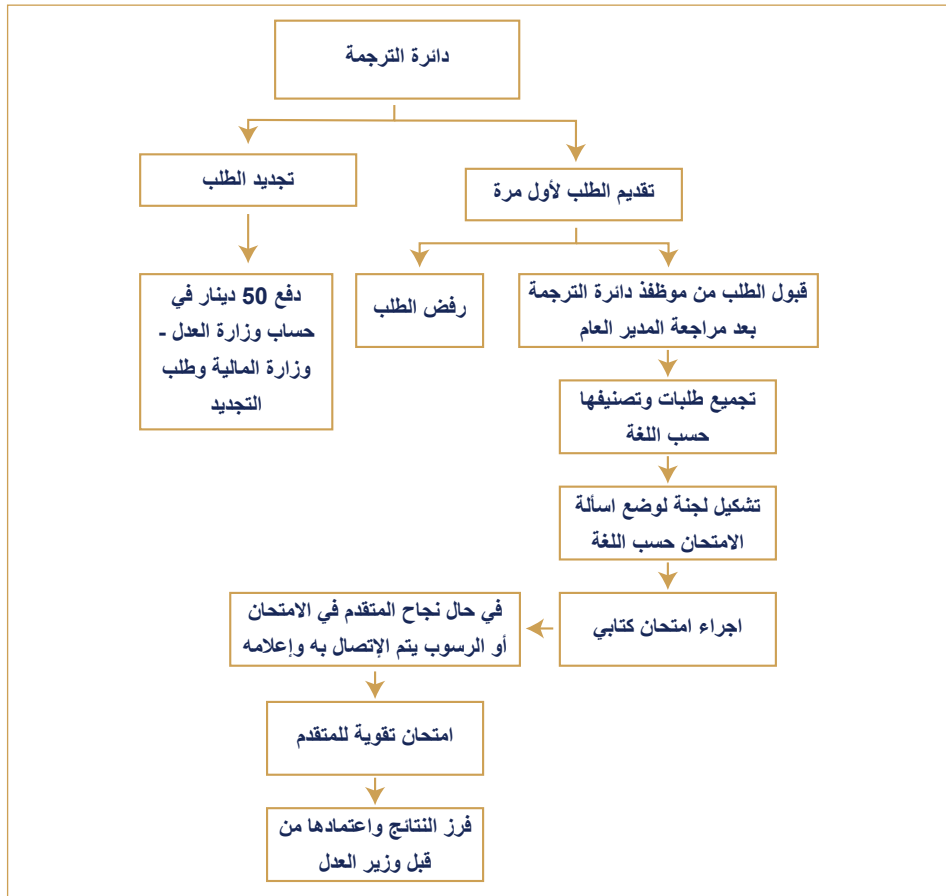 دائرة الترجمة
تجديد الطلب
تقديم الطلب لأول مرة
دفع 50 دينار في
حساب وزارة العدل -
وزارة المالية وطلب
التجديد
رفض الطلب
قبول الطلب من موظفذ دائرة الترجمة
بعد مراجعة المدير العام
تجميع طلبات وتصنيفها
حسب اللغة
تشكيل لجنة لوضع اسألة
الامتحان حسب اللغة
اجراء امتحان كتابي
في حال نجاح المتقدم في الامتحان
أو الرسوب يتم الإتصال به وإعلامه
امتحان تقوية للمتقدم
فرز النتائج واعتمادها من
قبل وزير العدل